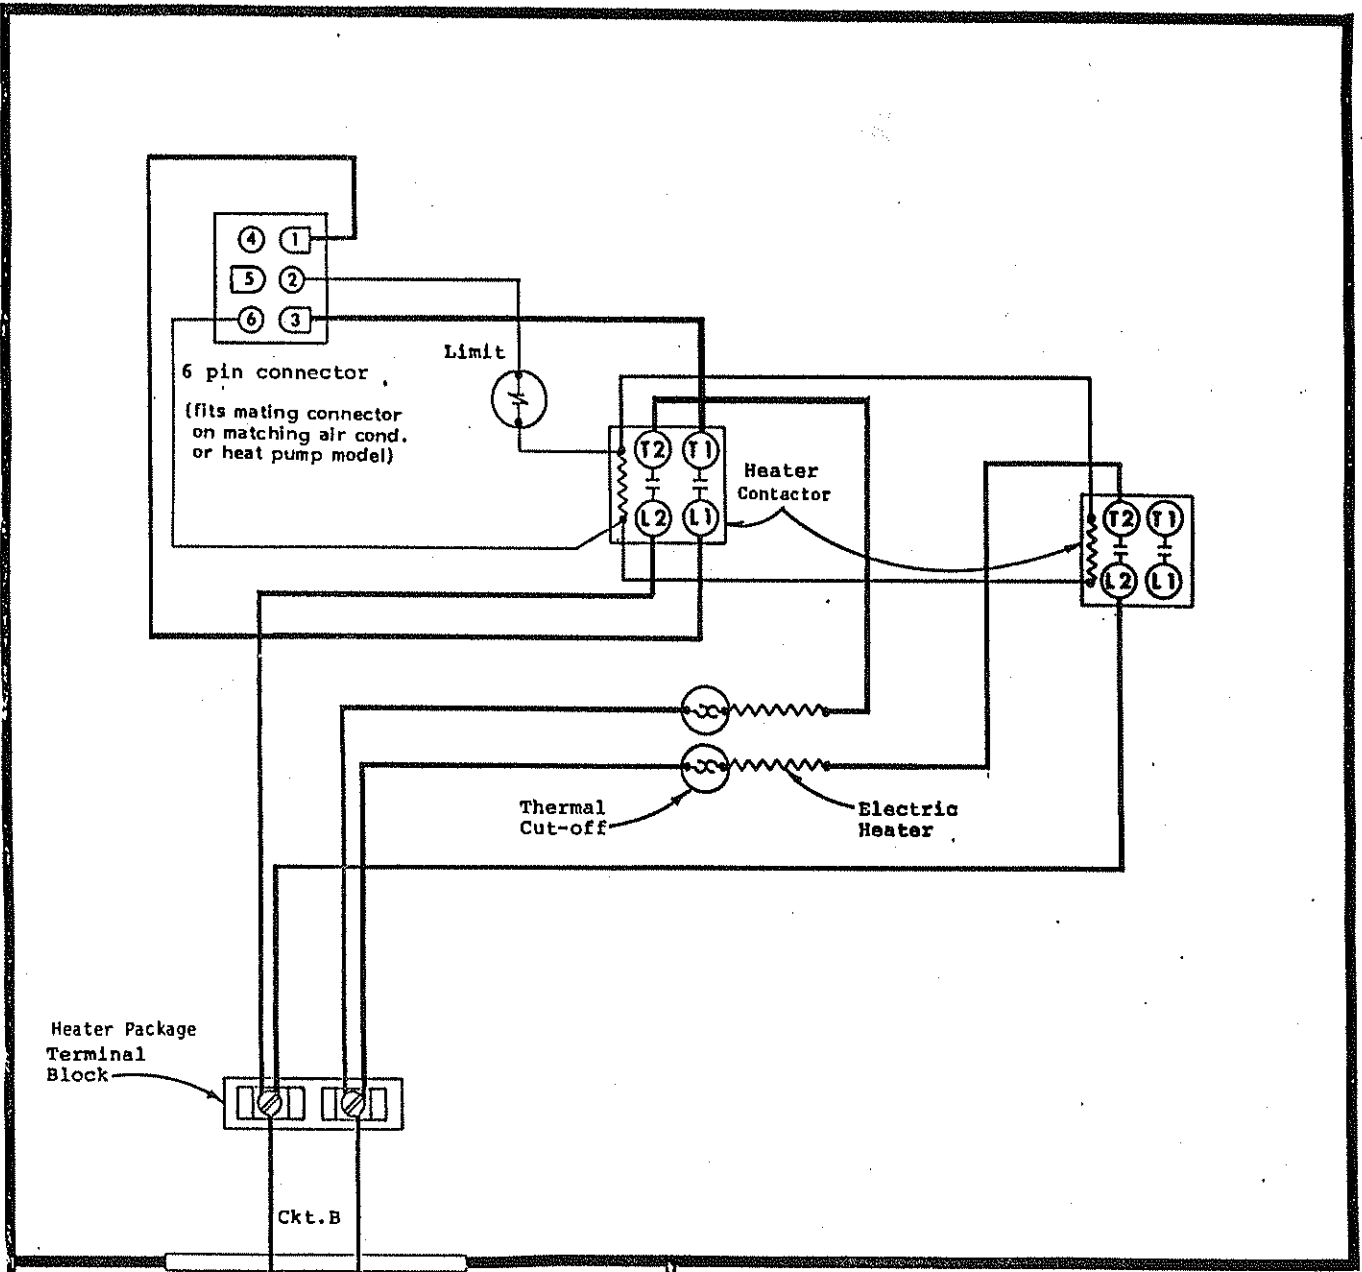 4 1
5 2
6 3
Limit
6 pin connector
(fits mating connector
on matching air cond.
or heat pump model)
T2 T1
Heater
Contactor
L2 L1
T2 T1
L2 L1
Thermal
Cut-off
Electric
Heater
Heater Package
Terminal
Block
Ckt.B